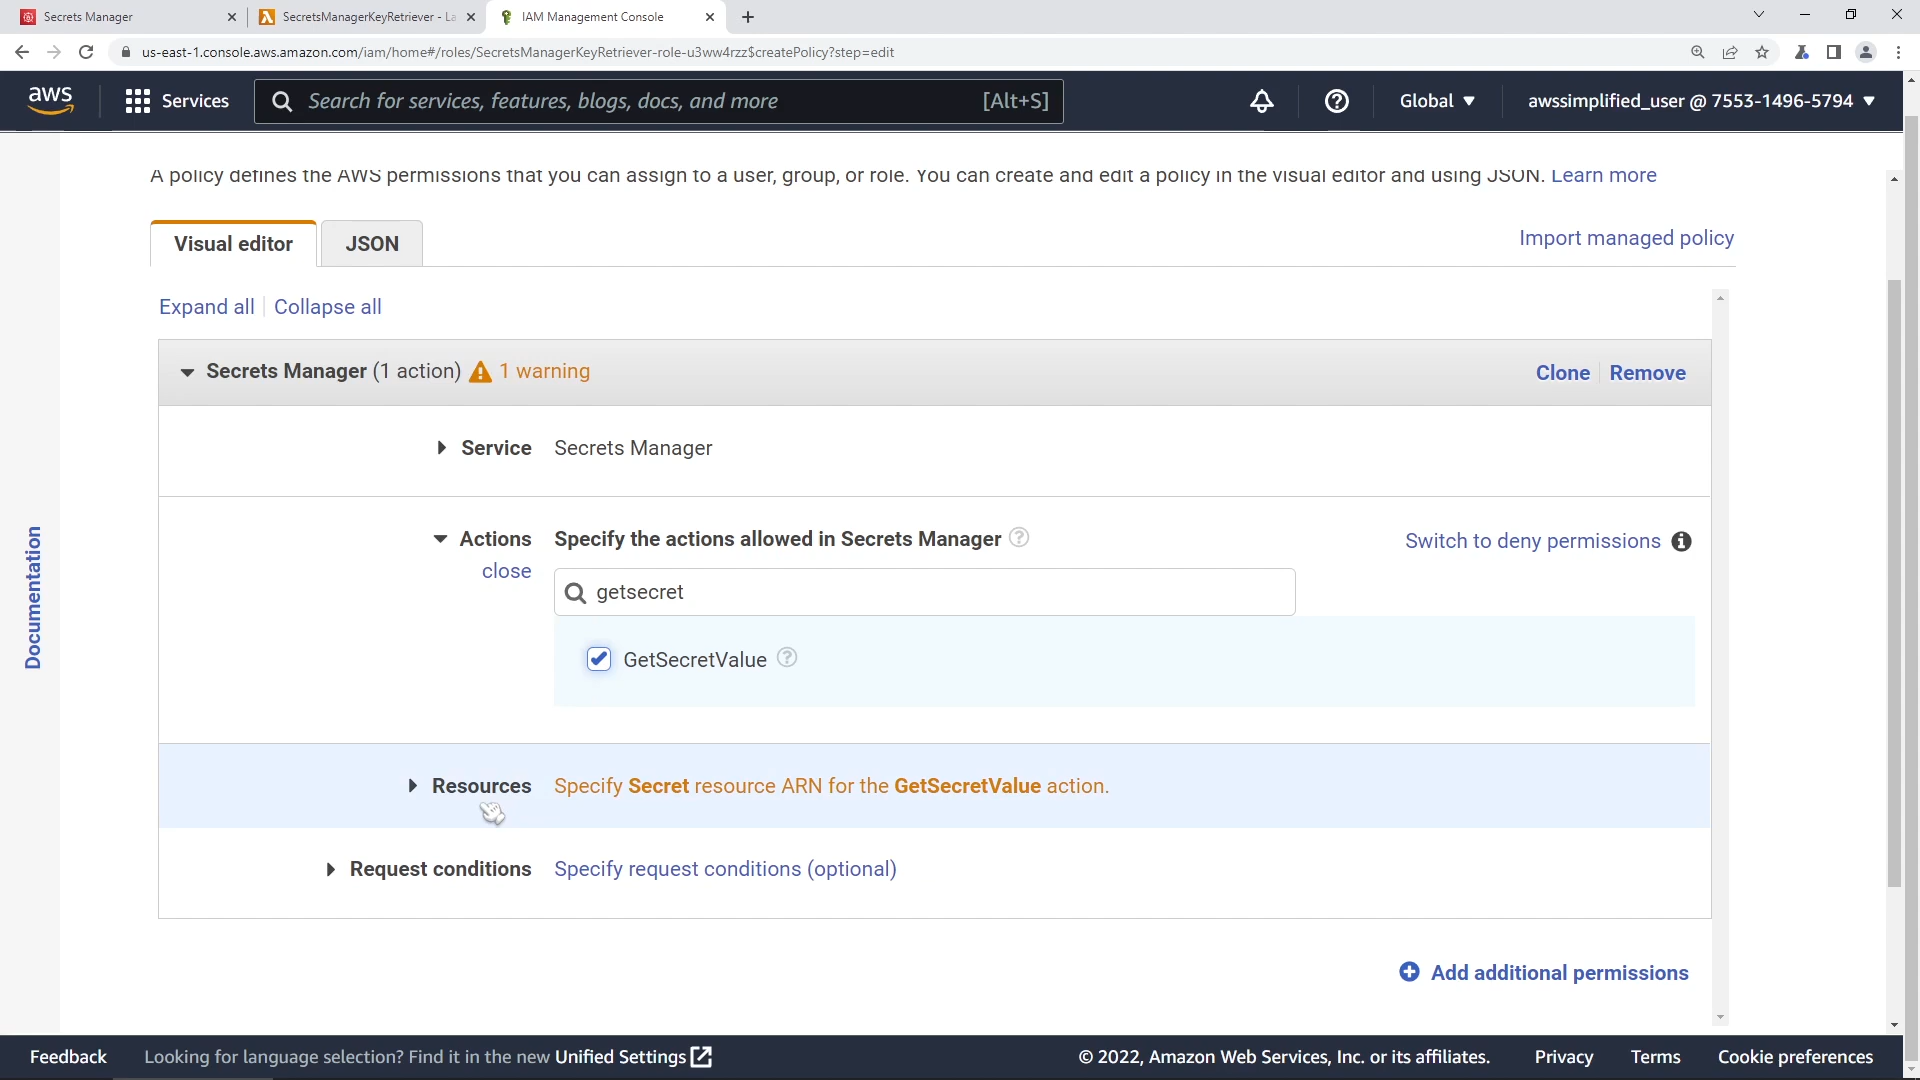 Secrets Manager
SecretsManagerKeyRetriever - La
IAM Management Console
us-east-1.console.aws.amazon.com/iam/home#/roles/SecretsManagerKeyRetriever-role-u3ww4rzz$createPolicy?step=edit
aws
Services
Search for services, features, blogs, docs, and more
[Alt+S]
Global
awssimplified_user @ 7553-1496-5794
A policy defines the AWS permissions that you can assign to a user, group, or role. You can create and edit a policy in the visual editor and using JSON. Learn more
Visual editor
JSON
Import managed policy
Expand all
Collapse all
Secrets Manager (1 action) 1 warning
Clone
Remove
Service
Secrets Manager
Actions
Specify the actions allowed in Secrets Manager
Switch to deny permissions
close
getsecret
GetSecretValue
Documentation
Resources
Specify Secret resource ARN for the GetSecretValue action.
Request conditions
Specify request conditions (optional)
Add additional permissions
Feedback
Looking for language selection? Find it in the new Unified Settings
© 2022, Amazon Web Services, Inc. or its affiliates.
Privacy
Terms
Cookie preferences